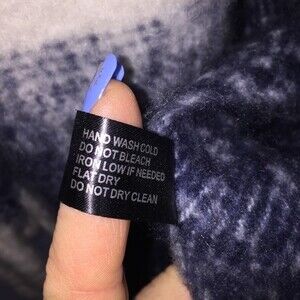 HAND WASH COLD
DO NOT BLEACH
IRON LOW IF NEEDED
FLAT DRY
DO NOT DRY CLEAN